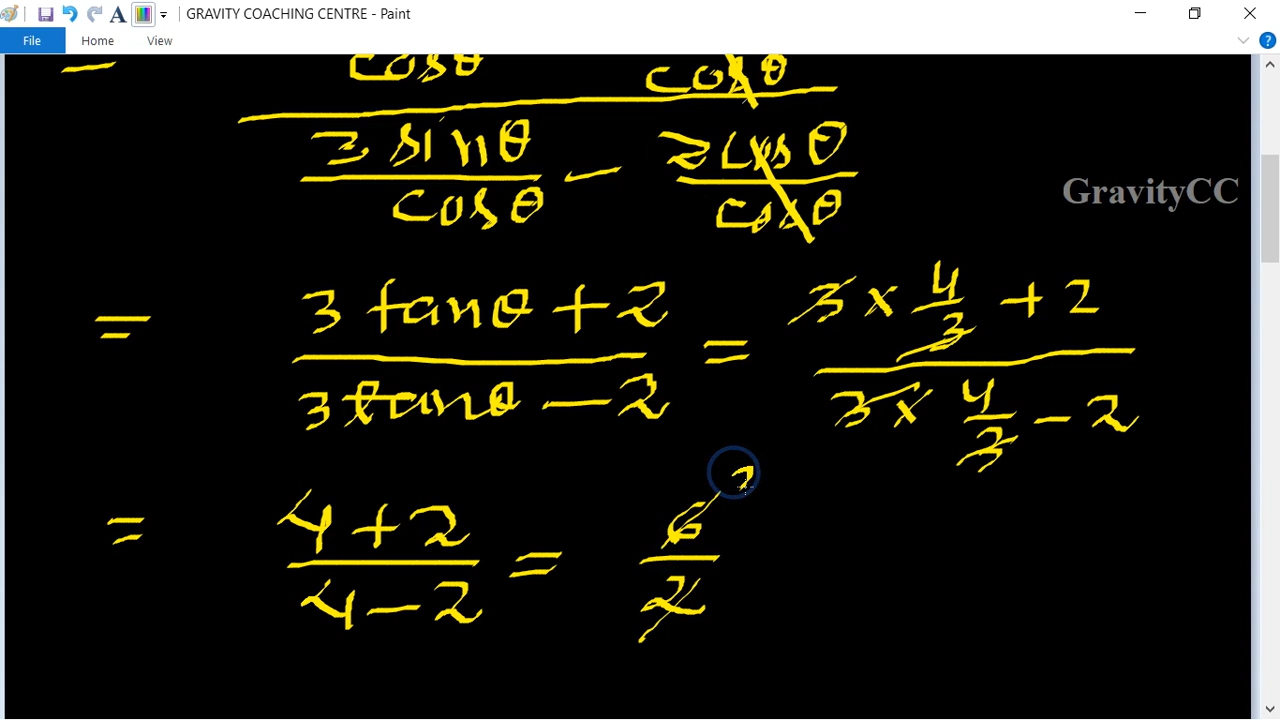 GRAVITY COACHING CENTRE - Paint
File Home View
— cosθ cosθ
3 sinθ / cosθ — 2 cosθ / cosθ
GravityCC
= 3 tanθ + 2 / 3 tanθ − 2 = 3 × 4/3 + 2 / 3 × 4/3 − 2
= 4 + 2 / 4 − 2 = 6 / 2